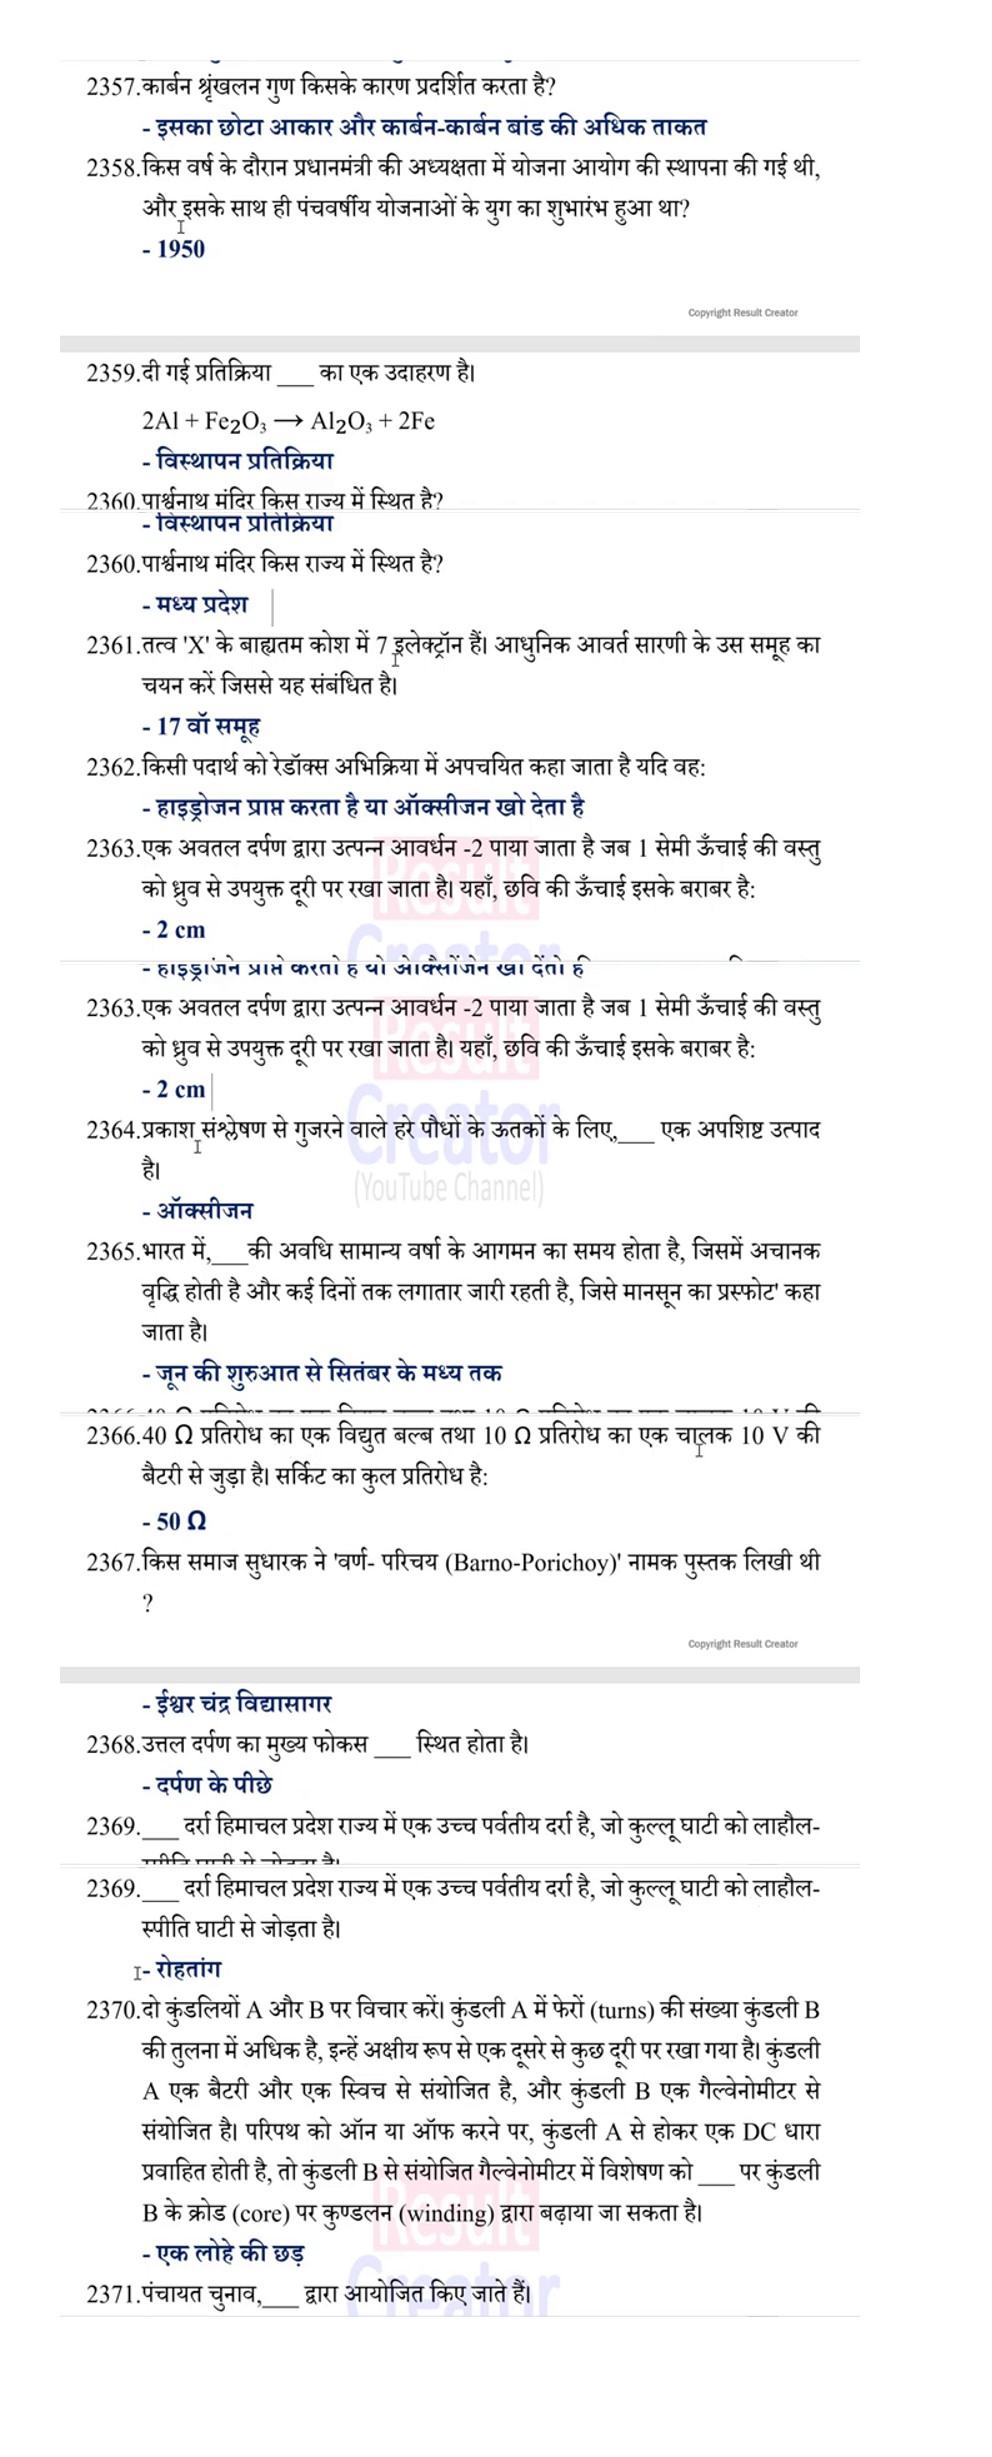 2357.कार्बन श्रृंखलन गुण किसके कारण प्रदर्शित करता है?
- इसका छोटा आकार और कार्बन-कार्बन बांड की अधिक ताकत
2358.किस वर्ष के दौरान प्रधानमंत्री की अध्यक्षता में योजना आयोग की स्थापना की गई थी,
और इसके साथ ही पंचवर्षीय योजनाओं के युग का शुभारंभ हुआ था?
- 1950
Copyright Result Creator
2359.दी गई प्रतिक्रिया ___ का एक उदाहरण है।
2Al + Fe₂O₃ → Al₂O₃ + 2Fe
- विस्थापन प्रतिक्रिया
2360.पार्श्वनाथ मंदिर किस राज्य में स्थित है?
- विस्थापन प्रतिक्रिया
2360.पार्श्वनाथ मंदिर किस राज्य में स्थित है?
- मध्य प्रदेश
2361.तत्व 'X' के बाह्यतम कोश में 7 इलेक्ट्रॉन हैं। आधुनिक आवर्त सारणी के उस समूह का
चयन करें जिससे यह संबंधित है।
- 17 वॉ समूह
2362.किसी पदार्थ को रेडॉक्स अभिक्रिया में अपचयित कहा जाता है यदि वह:
- हाइड्रोजन प्राप्त करता है या ऑक्सीजन खो देता है
2363.एक अवतल दर्पण द्वारा उत्पन्न आवर्धन -2 पाया जाता है जब 1 सेमी ऊँचाई की वस्तु
को ध्रुव से उपयुक्त दूरी पर रखा जाता है। यहाँ, छवि की ऊँचाई इसके बराबर है:
- 2 cm
- हाइड्रोजन प्राप्त करता है या ऑक्सीजन खो देता है
2363.एक अवतल दर्पण द्वारा उत्पन्न आवर्धन -2 पाया जाता है जब 1 सेमी ऊँचाई की वस्तु
को ध्रुव से उपयुक्त दूरी पर रखा जाता है। यहाँ, छवि की ऊँचाई इसके बराबर है:
- 2 cm
Result
Creator
(YouTube Channel)
2364.प्रकाश संश्लेषण से गुजरने वाले हरे पौधों के ऊतकों के लिए,___ एक अपशिष्ट उत्पाद
है।
- ऑक्सीजन
2365.भारत में,___की अवधि सामान्य वर्षा के आगमन का समय होता है, जिसमें अचानक
वृद्धि होती है और कई दिनों तक लगातार जारी रहती है, जिसे मानसून का प्रस्फोट' कहा
जाता है।
- जून की शुरुआत से सितंबर के मध्य तक
2366.40 Ω प्रतिरोध का एक विद्युत बल्ब तथा 10 Ω प्रतिरोध का एक चालक 10 V की
बैटरी से जुड़ा है। सर्किट का कुल प्रतिरोध है:
- 50 Ω
2367.किस समाज सुधारक ने 'वर्ण- परिचय (Barno-Porichoy)' नामक पुस्तक लिखी थी
?
Copyright Result Creator
- ईश्वर चंद्र विद्यासागर
2368.उत्तल दर्पण का मुख्य फोकस ___ स्थित होता है।
- दर्पण के पीछे
2369.___ दर्रा हिमाचल प्रदेश राज्य में एक उच्च पर्वतीय दर्रा है, जो कुल्लू घाटी को लाहौल-
2369.___ दर्रा हिमाचल प्रदेश राज्य में एक उच्च पर्वतीय दर्रा है, जो कुल्लू घाटी को लाहौल-
स्पीति घाटी से जोड़ता है।
- रोहतांग
2370.दो कुंडलियों A और B पर विचार करें। कुंडली A में फेरों (turns) की संख्या कुंडली B
की तुलना में अधिक है, इन्हें अक्षीय रूप से एक दूसरे से कुछ दूरी पर रखा गया है। कुंडली
A एक बैटरी और एक स्विच से संयोजित है, और कुंडली B एक गैल्वेनोमीटर से
संयोजित है। परिपथ को ऑन या ऑफ करने पर, कुंडली A से होकर एक DC धारा
प्रवाहित होती है, तो कुंडली B से संयोजित गैल्वेनोमीटर में विशेषण को ___ पर कुंडली
B के क्रोड (core) पर कुण्डलन (winding) द्वारा बढ़ाया जा सकता है।
- एक लोहे की छड़
2371.पंचायत चुनाव,___ द्वारा आयोजित किए जाते हैं।